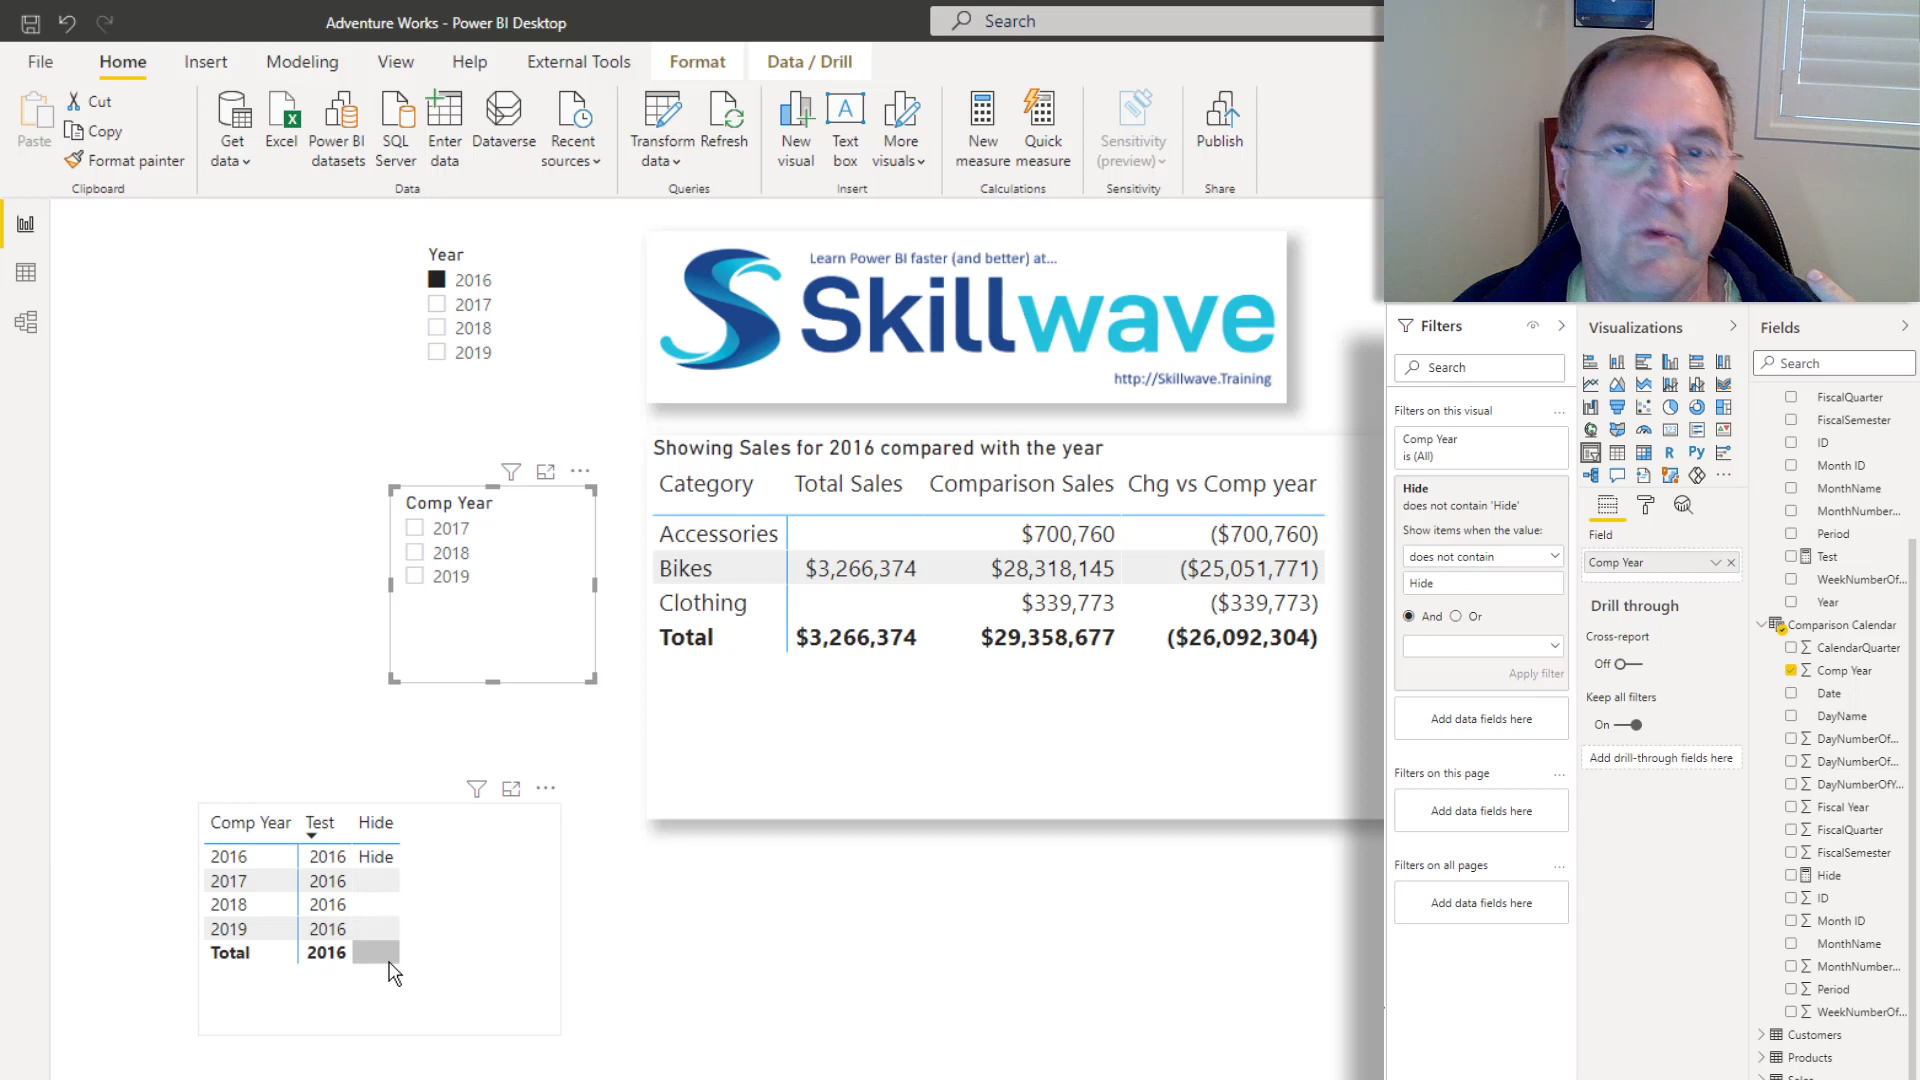 Adventure Works - Power BI Desktop
Search
File Home Insert Modeling View Help External Tools Format Data / Drill
Paste
Cut
Copy
Format painter
Clipboard
Get data
Excel
Power BI datasets
SQL Server
Enter data
Dataverse
Recent sources
Data
Transform data
Refresh
Queries
New visual
Text box
More visuals
Insert
New measure
Quick measure
Calculations
Sensitivity (preview)
Sensitivity
Publish
Share
Year
2016
2017
2018
2019
Learn Power BI faster (and better) at...
Skillwave
http://Skillwave.Training
Comp Year
2017
2018
2019
Showing Sales for 2016 compared with the year
Category Total Sales Comparison Sales Chg vs Comp year
Accessories $700,760 ($700,760)
Bikes $3,266,374 $28,318,145 ($25,051,771)
Clothing $339,773 ($339,773)
Total $3,266,374 $29,358,677 ($26,092,304)
Comp Year Test Hide
2016 2016 Hide
2017 2016
2018 2016
2019 2016
Total 2016
Filters
Search
Filters on this visual ...
Comp Year
is (All)
Hide
does not contain 'Hide'
Show items when the value:
does not contain
Hide
And Or
Apply filter
Add data fields here
Filters on this page ...
Add data fields here
Filters on all pages ...
Add data fields here
Visualizations
R Py
...
Field
Comp Year
Drill through
Cross-report
Off
Keep all filters
On
Add drill-through fields here
Fields
Search
FiscalQuarter
FiscalSemester
ID
Month ID
MonthName
MonthNumber...
Period
Test
WeekNumberOf...
Year
Comparison Calendar
CalendarQuarter
Comp Year
Date
DayName
DayNumberOf...
DayNumberOf...
DayNumberOfY...
Fiscal Year
FiscalQuarter
FiscalSemester
Hide
ID
Month ID
MonthName
MonthNumber...
Period
WeekNumberOf...
Customers
Products